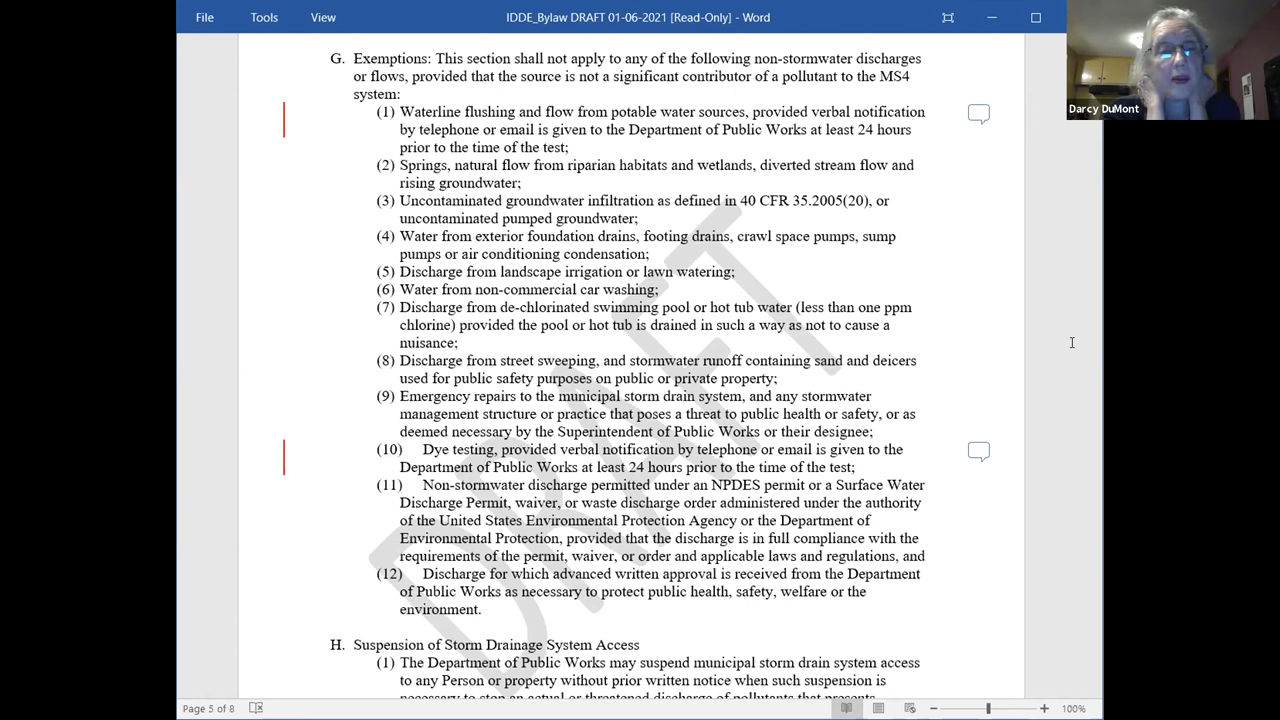 File Tools View IDDE_Bylaw DRAFT 01-06-2021 [Read-Only] - Word
Darcy DuMont
G. Exemptions: This section shall not apply to any of the following non-stormwater discharges
or flows, provided that the source is not a significant contributor of a pollutant to the MS4
system:
(1) Waterline flushing and flow from potable water sources, provided verbal notification
by telephone or email is given to the Department of Public Works at least 24 hours
prior to the time of the test;
(2) Springs, natural flow from riparian habitats and wetlands, diverted stream flow and
rising groundwater;
(3) Uncontaminated groundwater infiltration as defined in 40 CFR 35.2005(20), or
uncontaminated pumped groundwater;
(4) Water from exterior foundation drains, footing drains, crawl space pumps, sump
pumps or air conditioning condensation;
(5) Discharge from landscape irrigation or lawn watering;
(6) Water from non-commercial car washing;
(7) Discharge from de-chlorinated swimming pool or hot tub water (less than one ppm
chlorine) provided the pool or hot tub is drained in such a way as not to cause a
nuisance;
(8) Discharge from street sweeping, and stormwater runoff containing sand and deicers
used for public safety purposes on public or private property;
(9) Emergency repairs to the municipal storm drain system, and any stormwater
management structure or practice that poses a threat to public health or safety, or as
deemed necessary by the Superintendent of Public Works or their designee;
(10) Dye testing, provided verbal notification by telephone or email is given to the
Department of Public Works at least 24 hours prior to the time of the test;
(11) Non-stormwater discharge permitted under an NPDES permit or a Surface Water
Discharge Permit, waiver, or waste discharge order administered under the authority
of the United States Environmental Protection Agency or the Department of
Environmental Protection, provided that the discharge is in full compliance with the
requirements of the permit, waiver, or order and applicable laws and regulations, and
(12) Discharge for which advanced written approval is received from the Department
of Public Works as necessary to protect public health, safety, welfare or the
environment.
H. Suspension of Storm Drainage System Access
(1) The Department of Public Works may suspend municipal storm drain system access
to any Person or property without prior written notice when such suspension is
necessary to stop an actual or threatened discharge of pollutants that presents
DRAFT
Page 5 of 8 100%